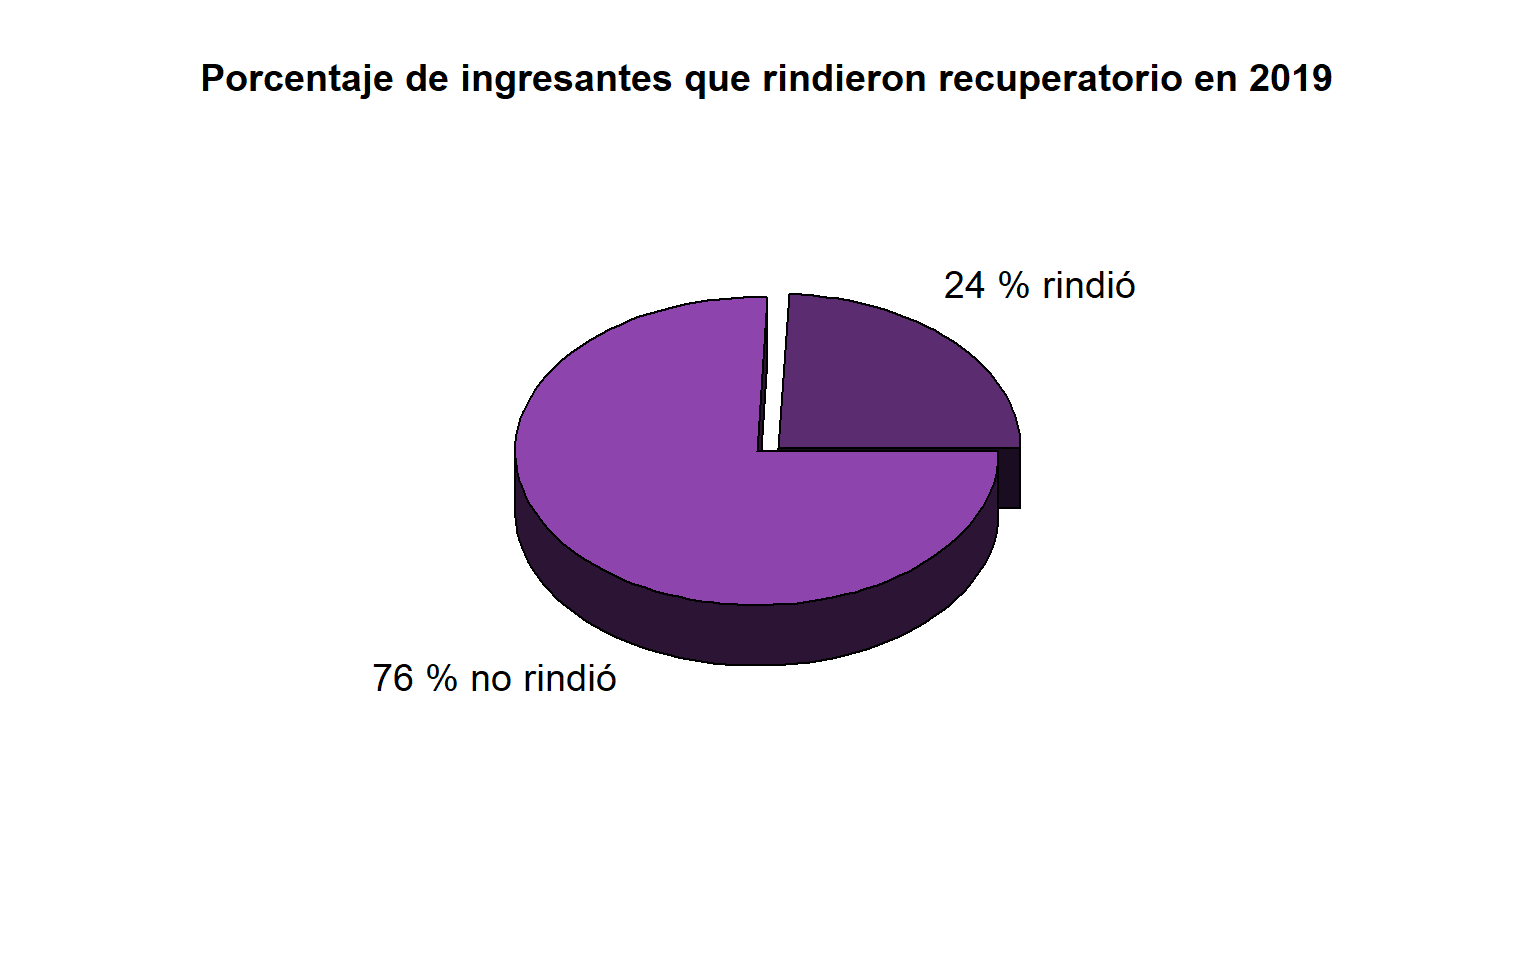 Porcentaje de ingresantes que rindieron recuperatorio en 2019
24 % rindió
76 % no rindió